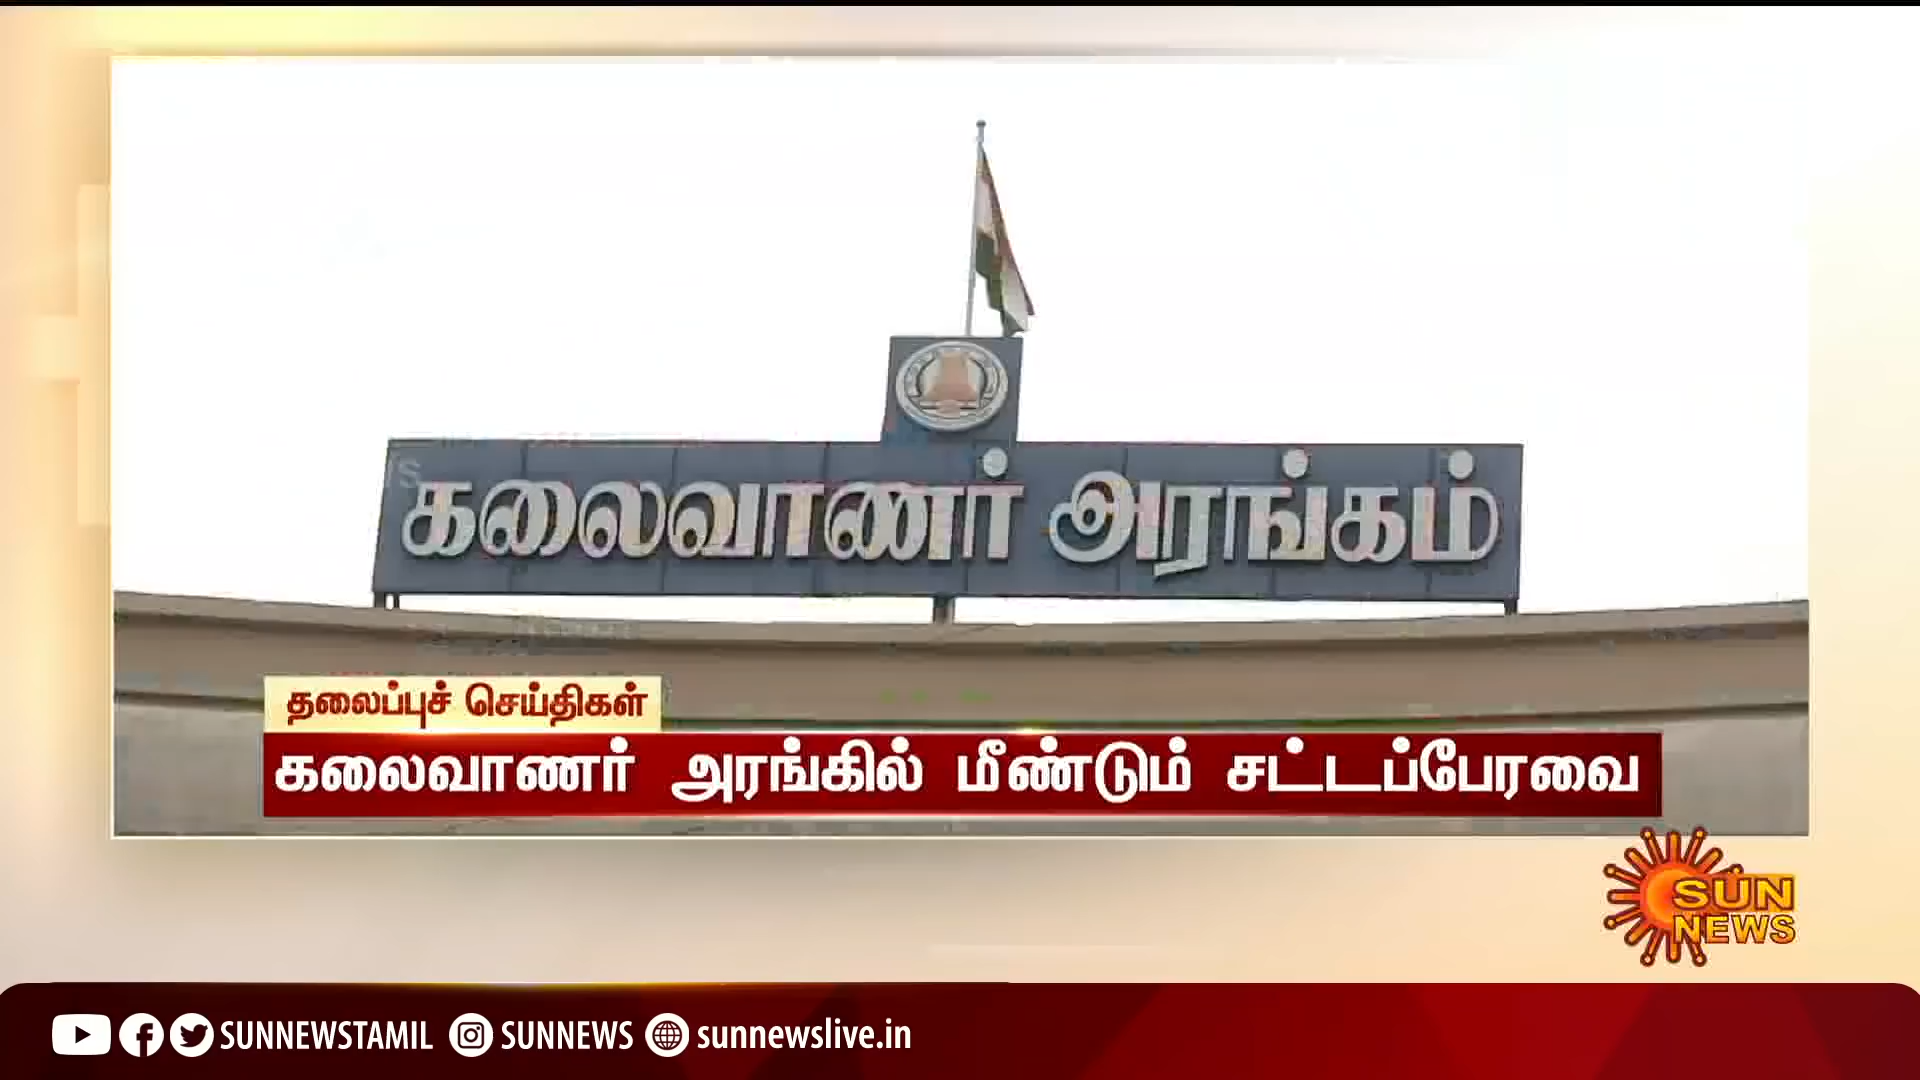 கலைவாணர் அரங்கம்
தலைப்புச் செய்திகள்
கலைவாணர் அரங்கில் மீண்டும் சட்டப்பேரவை
SUN
NEWS
SUNNEWSTAMIL SUNNEWS sunnewslive.in